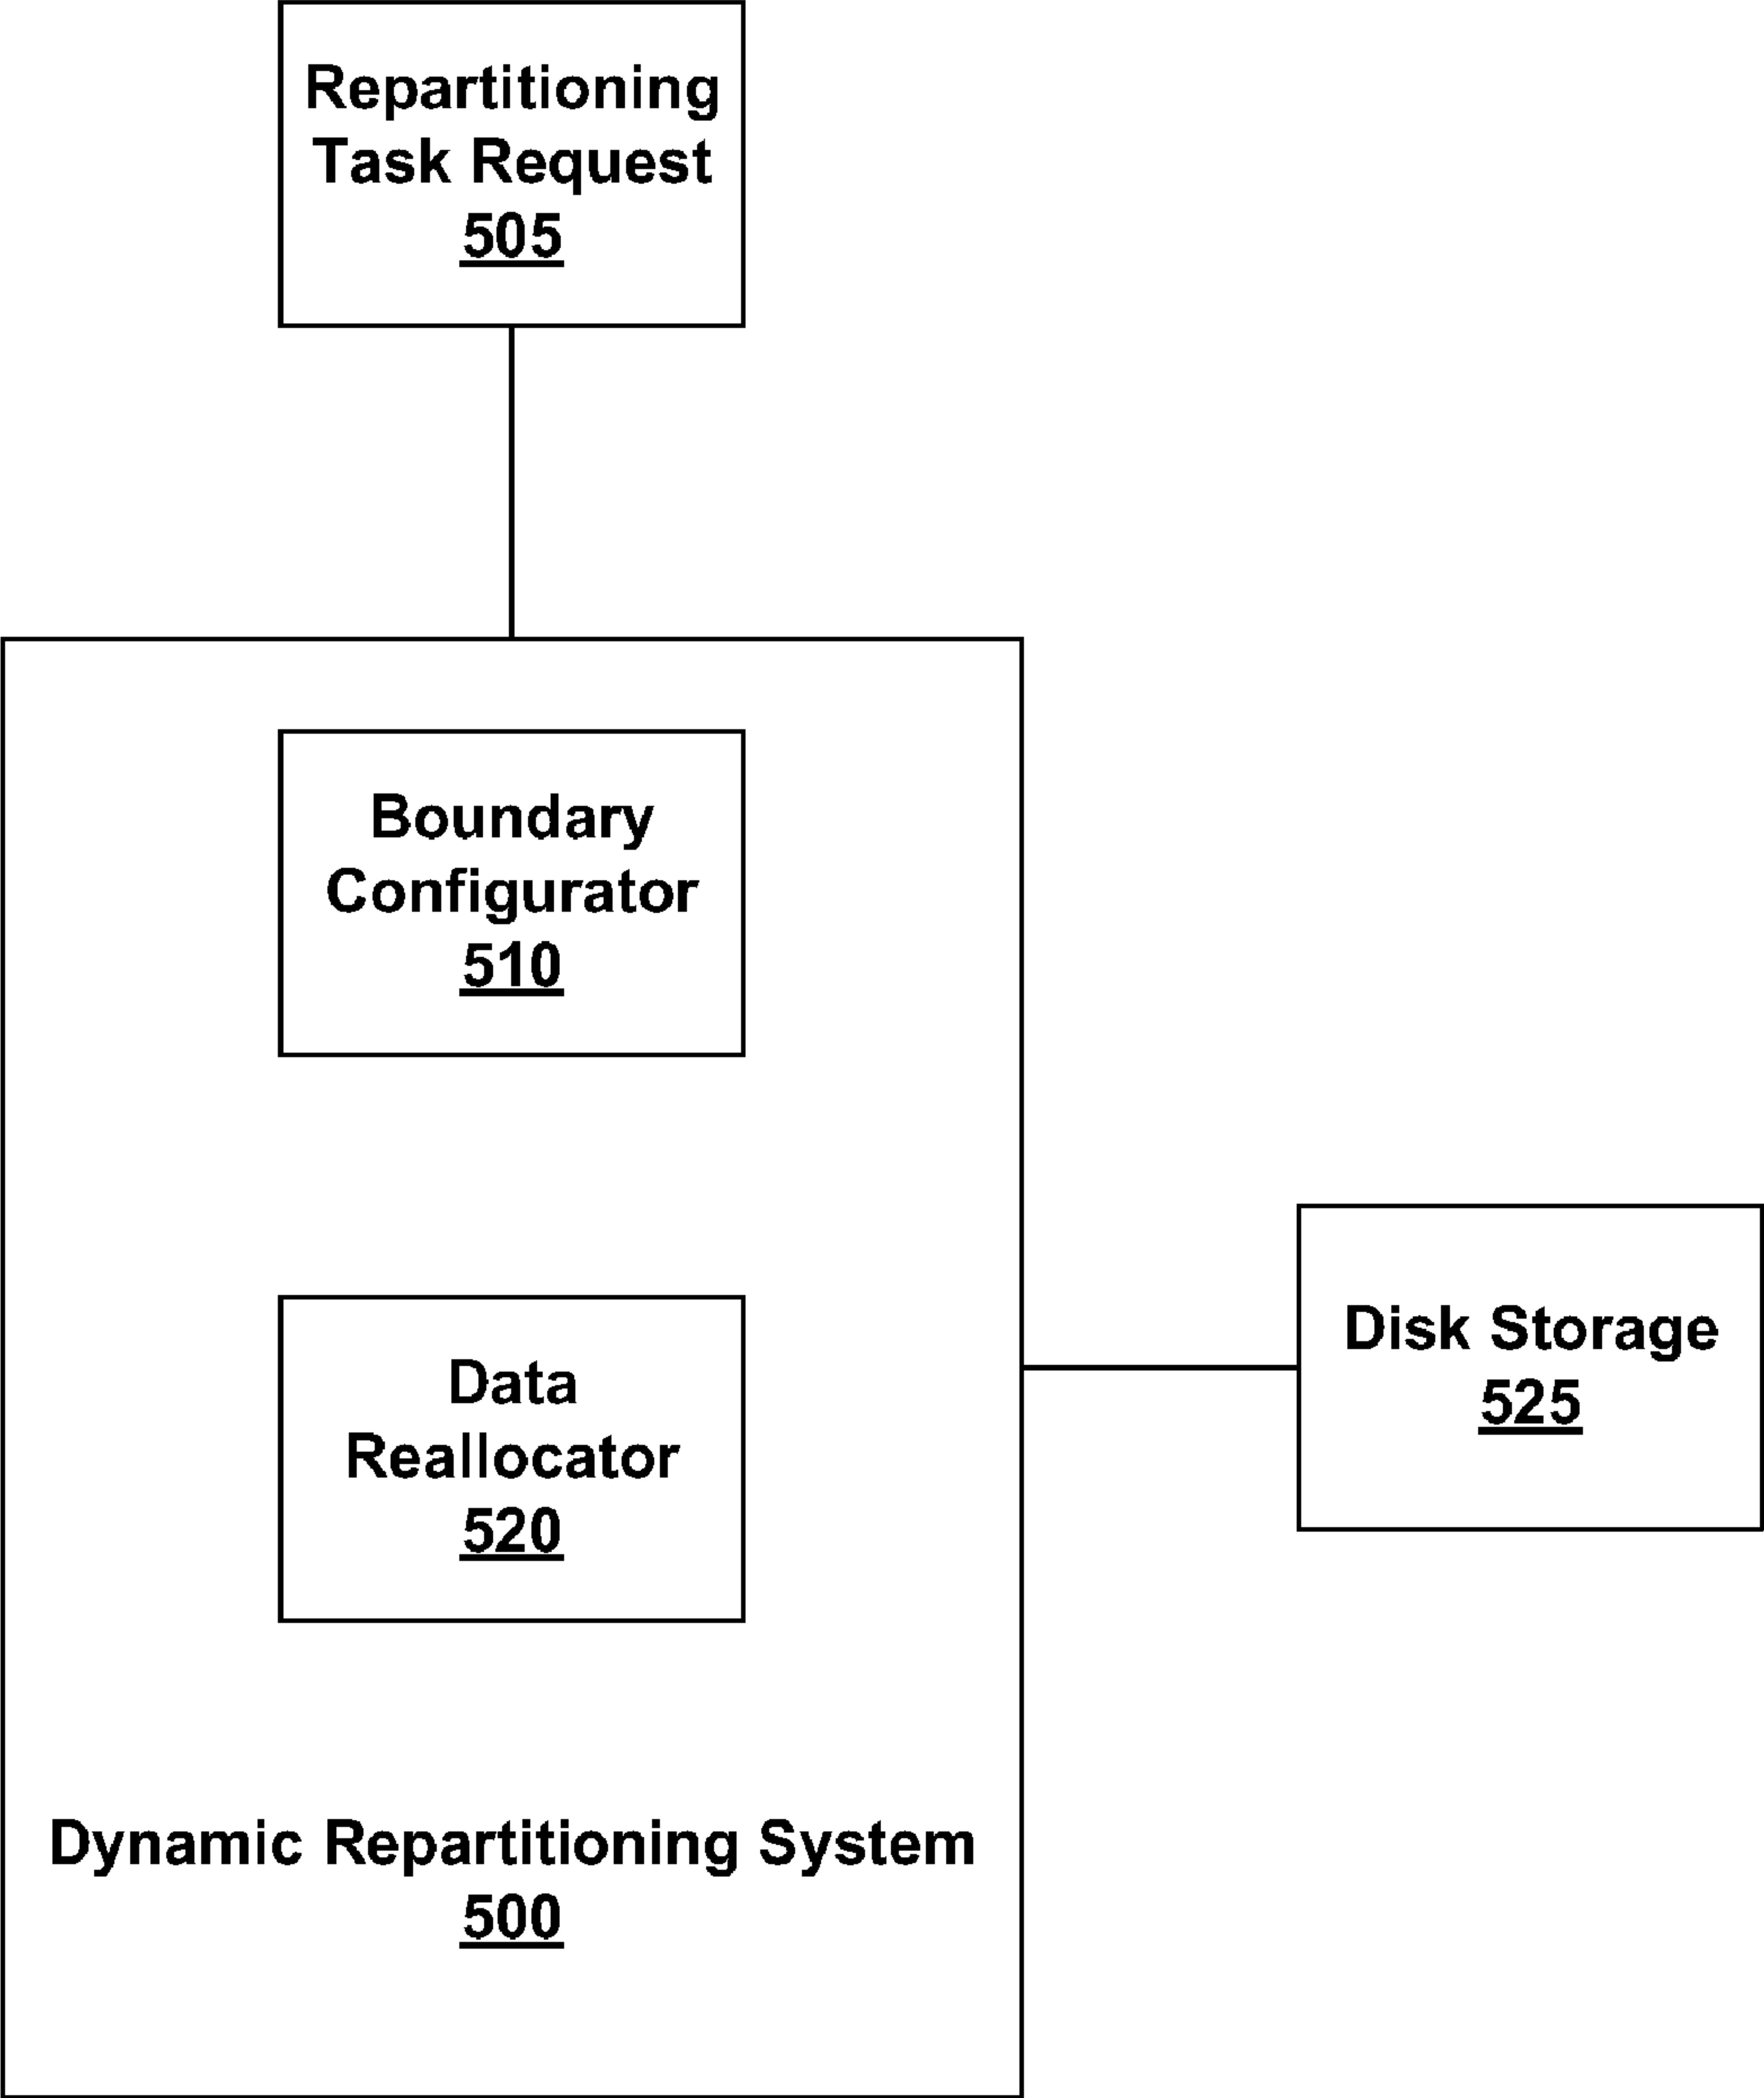 Repartitioning
Task Request
505
Boundary
Configurator
510
Data
Reallocator
520
Disk Storage
525
Dynamic Repartitioning System
500